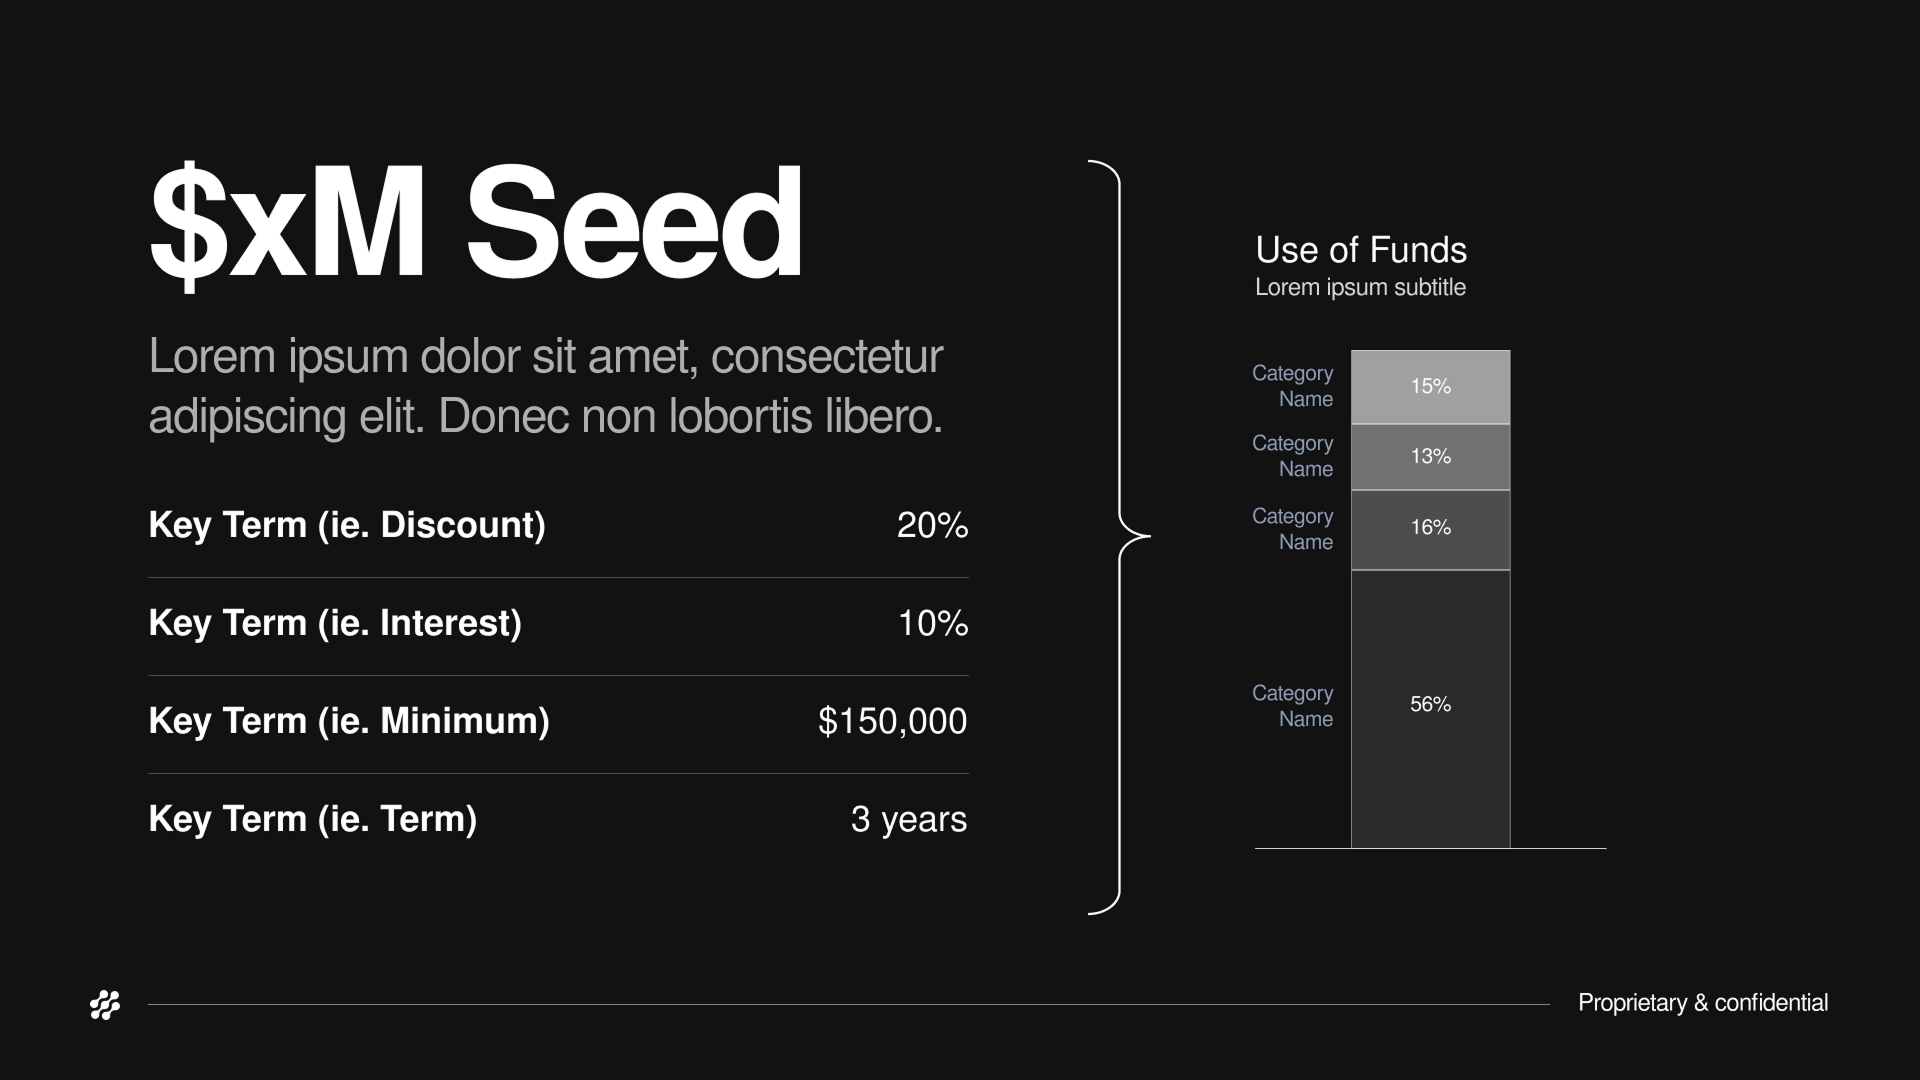 $xM Seed
Lorem ipsum dolor sit amet, consectetur
adipiscing elit. Donec non lobortis libero.
Key Term (ie. Discount) 20%
Key Term (ie. Interest) 10%
Key Term (ie. Minimum) $150,000
Key Term (ie. Term) 3 years
Use of Funds
Lorem ipsum subtitle
Category
Name
15%
Category
Name
13%
Category
Name
16%
Category
Name
56%
Proprietary & confidential